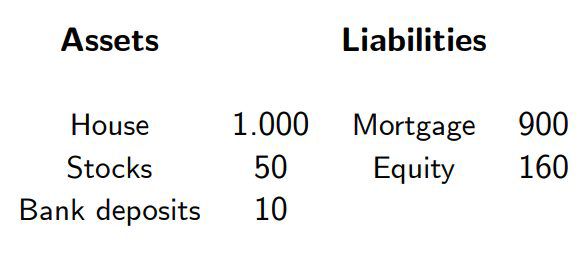 Assets Liabilities
House 1.000 Mortgage 900
Stocks 50 Equity 160
Bank deposits 10